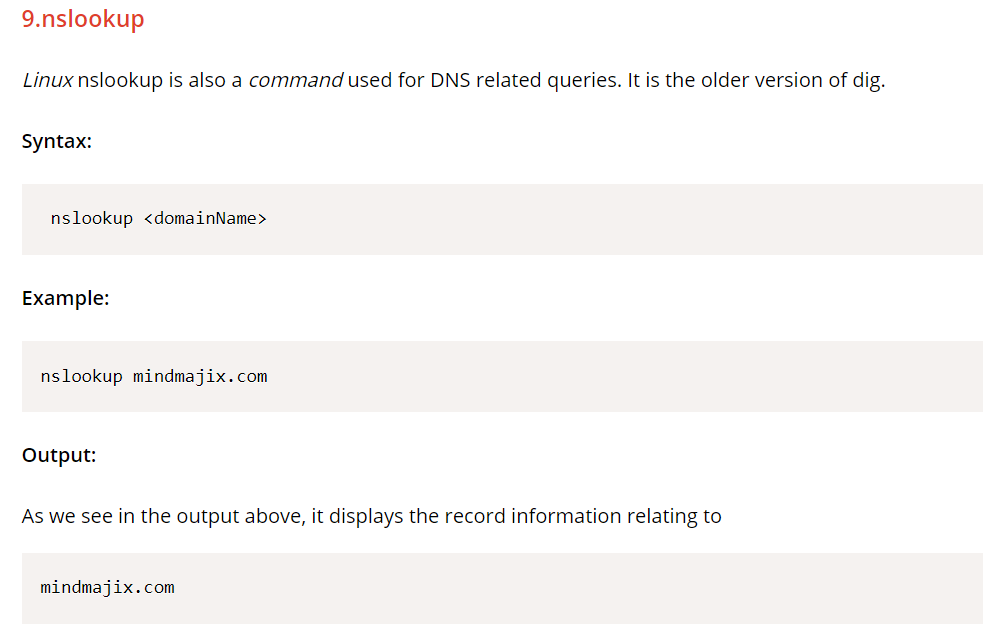 9.nslookup
Linux nslookup is also a command used for DNS related queries. It is the older version of dig.
Syntax:
nslookup <domainName>
Example:
nslookup mindmajix.com
Output:
As we see in the output above, it displays the record information relating to
mindmajix.com